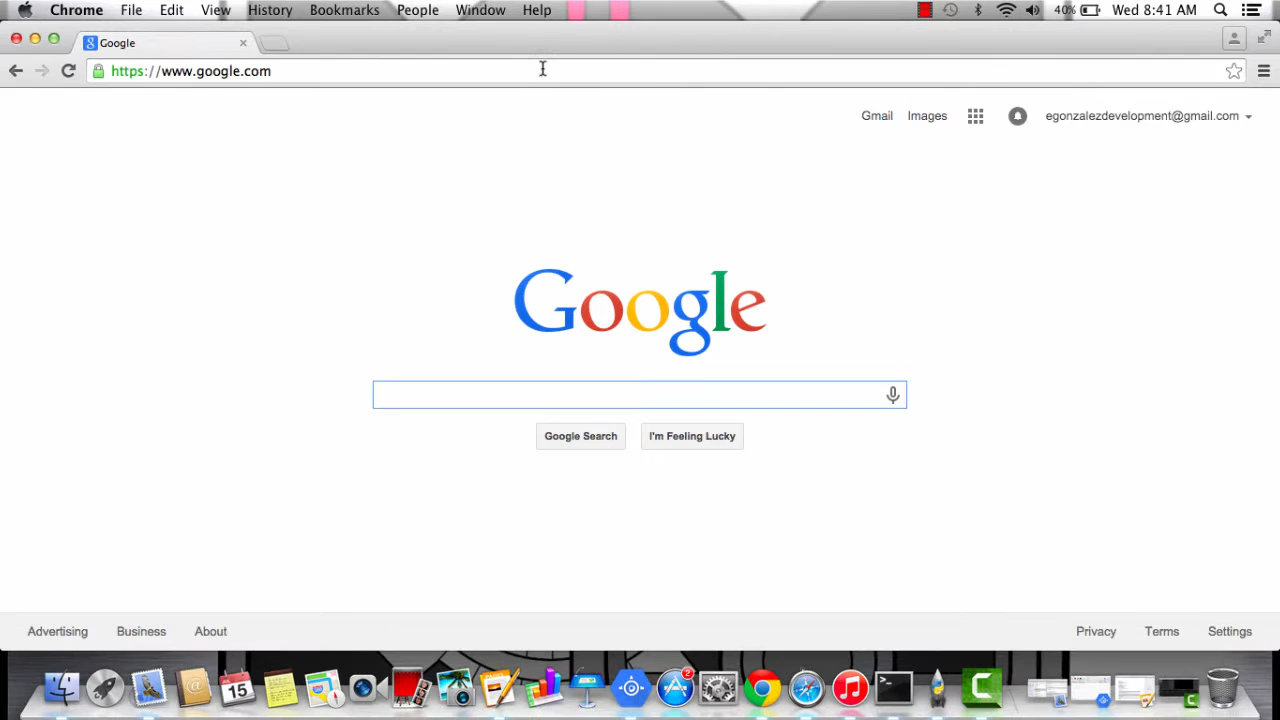 Chrome File Edit View History Bookmarks People Window Help 40% Wed 8:41 AM
Google
https://www.google.com
Gmail Images egonzalezdevelopment@gmail.com
Google
Google Search I'm Feeling Lucky
Advertising Business About Privacy Terms Settings
15 2